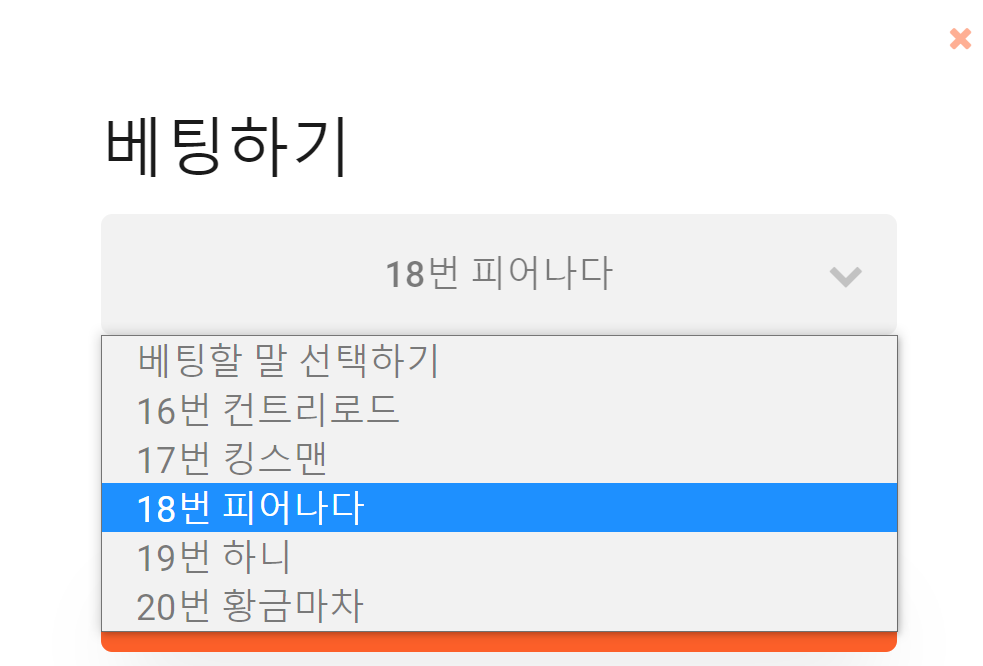 베팅하기
18번 피어나다
베팅할 말 선택하기
16번 컨트리로드
17번 킹스맨
18번 피어나다
19번 하니
20번 황금마차